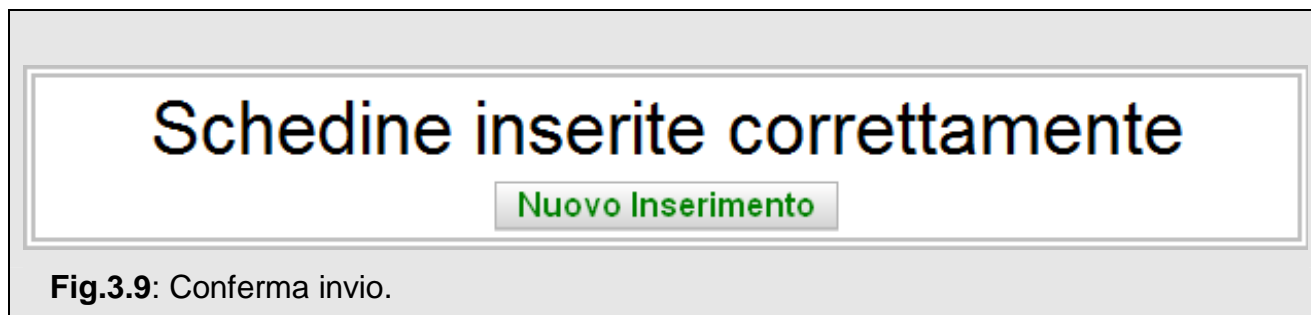 Schedine inserite correttamente
Nuovo Inserimento
Fig.3.9: Conferma invio.